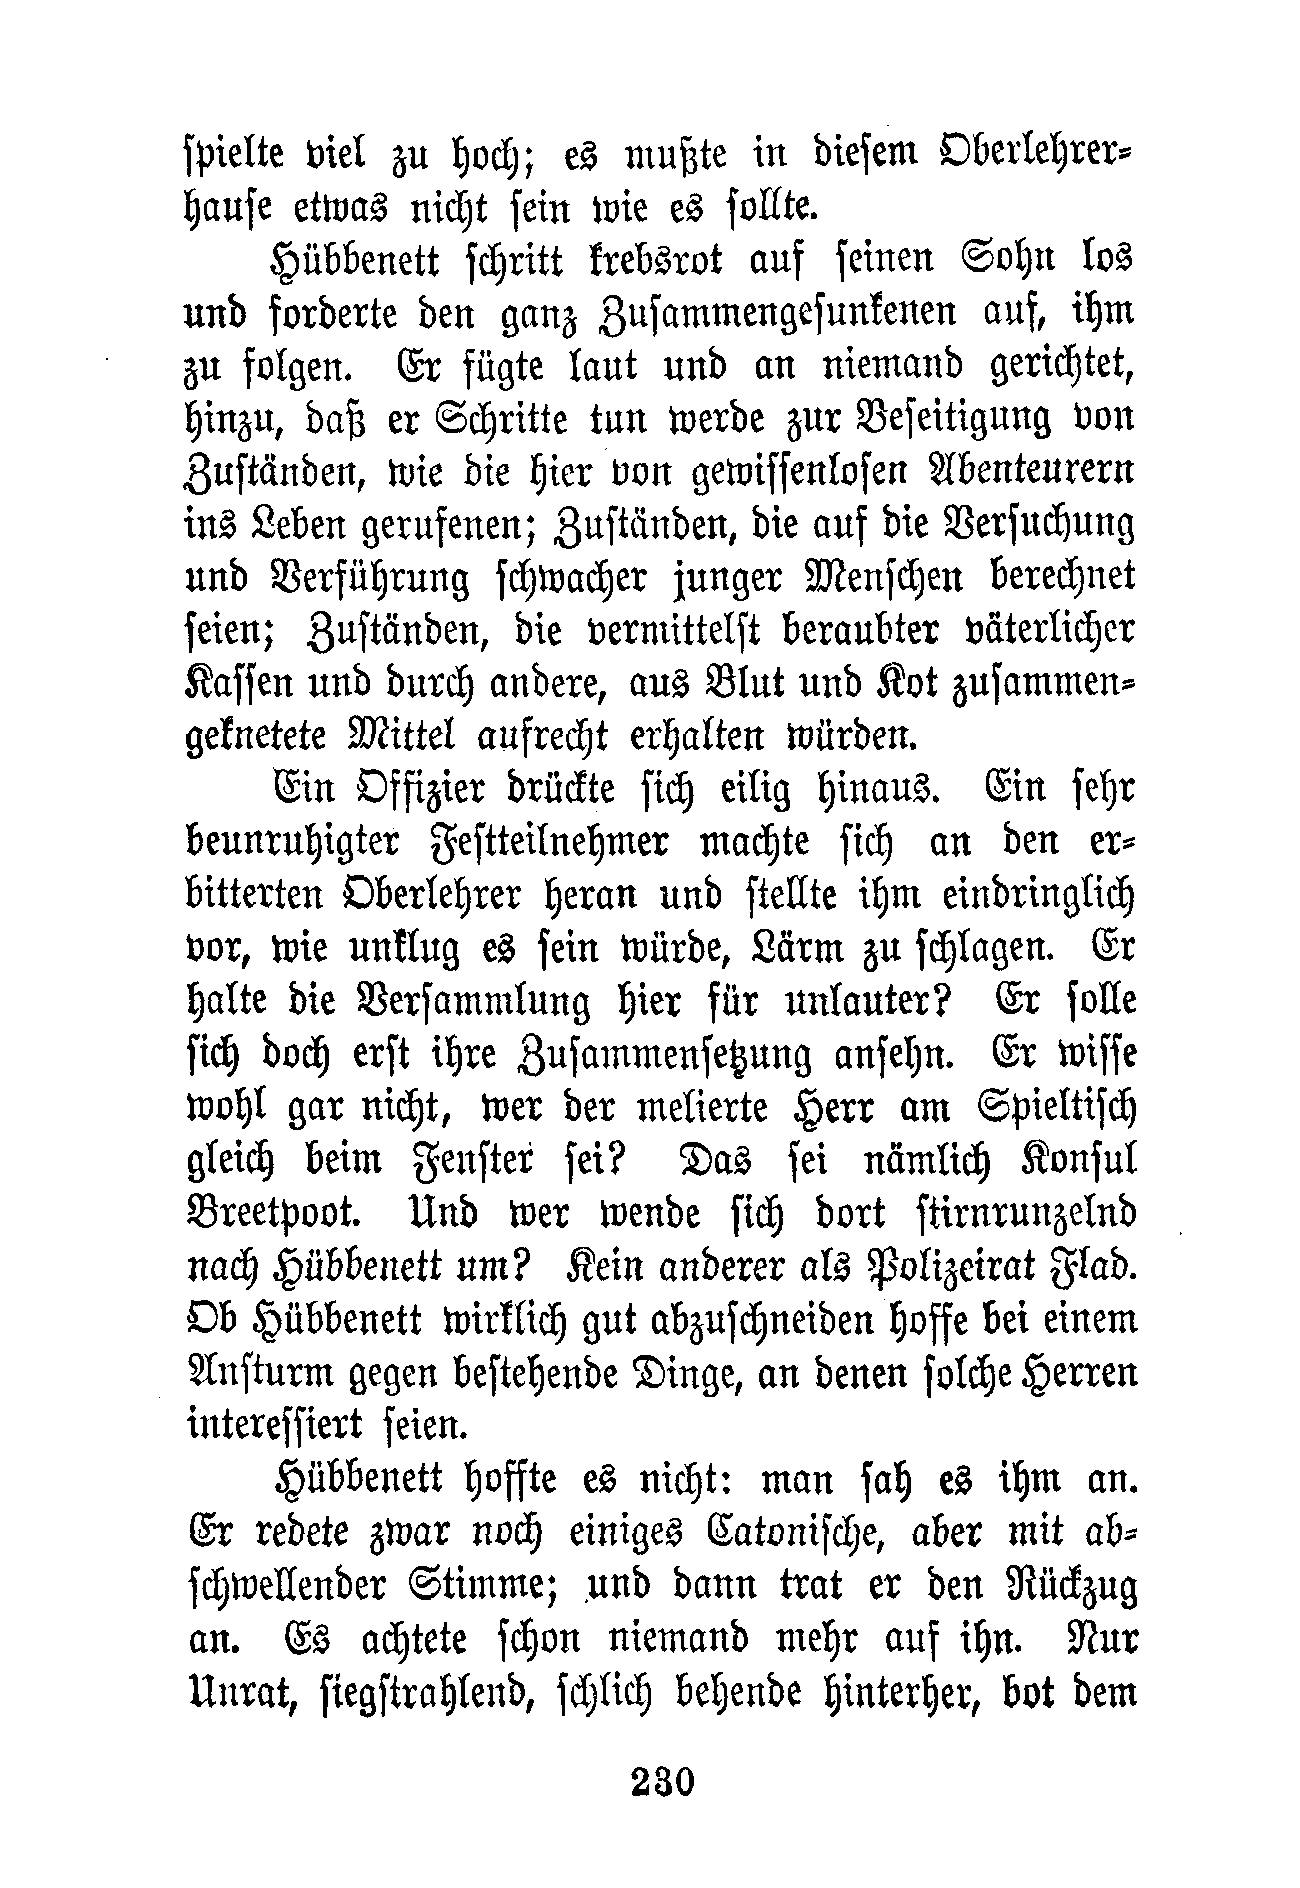 spielte viel zu hoch; es mußte in diesem Oberlehrer-
hause etwas nicht sein wie es sollte.
Hübbenett schritt krebsrot auf seinen Sohn los
und forderte den ganz Zusammengesunkenen auf, ihm
zu folgen. Er fügte laut und an niemand gerichtet,
hinzu, daß er Schritte tun werde zur Beseitigung von
Zuständen, wie die hier von gewissenlosen Abenteurern
ins Leben gerufenen; Zuständen, die auf die Versuchung
und Verführung schwacher junger Menschen berechnet
seien; Zuständen, die vermittelst beraubter väterlicher
Kassen und durch andere, aus Blut und Kot zusammen-
geknetete Mittel aufrecht erhalten würden.
Ein Offizier drückte sich eilig hinaus. Ein sehr
beunruhigter Festteilnehmer machte sich an den er-
bitterten Oberlehrer heran und stellte ihm eindringlich
vor, wie unklug es sein würde, Lärm zu schlagen. Er
halte die Versammlung hier für unlauter? Er solle
sich doch erst ihre Zusammensetzung ansehn. Er wisse
wohl gar nicht, wer der melierte Herr am Spieltisch
gleich beim Fenster sei? Das sei nämlich Konsul
Breetpoot. Und wer wende sich dort stirnrunzelnd
nach Hübbenett um? Kein anderer als Polizeirat Flad.
Ob Hübbenett wirklich gut abzuschneiden hoffe bei einem
Ansturm gegen bestehende Dinge, an denen solche Herren
interessiert seien.
Hübbenett hoffte es nicht: man sah es ihm an.
Er redete zwar noch einiges Catonische, aber mit ab-
schwellender Stimme; und dann trat er den Rückzug
an. Es achtete schon niemand mehr auf ihn. Nur
Unrat, siegstrahlend, schlich behende hinterher, bot dem
230